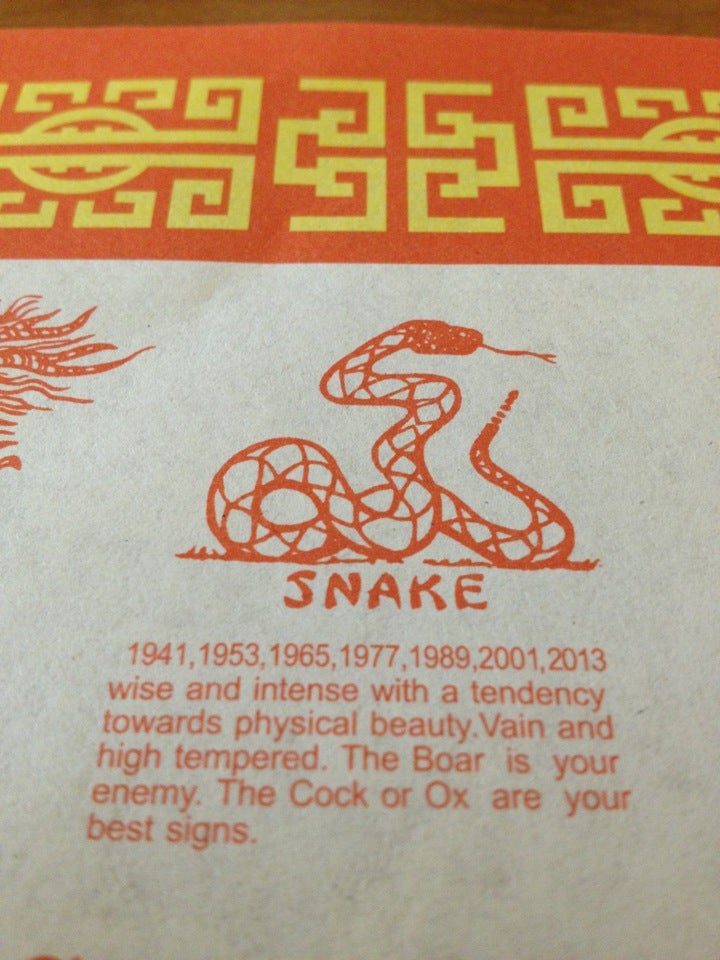 SNAKE
1941,1953,1965,1977,1989,2001,2013
wise and intense with a tendency
towards physical beauty.Vain and
high tempered. The Boar is your
enemy. The Cock or Ox are your
best signs.